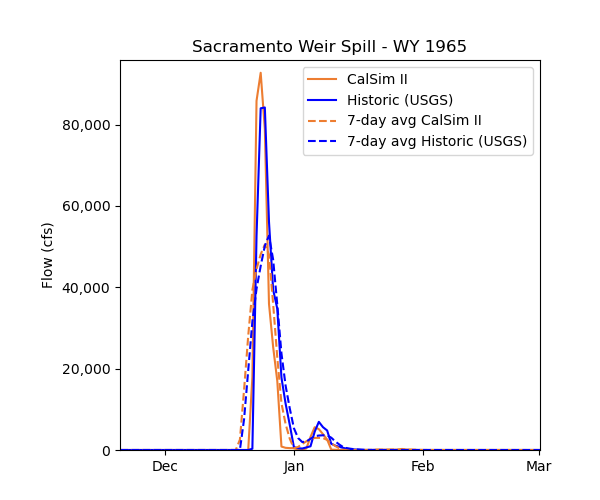 Sacramento Weir Spill - WY 1965
CalSim II
Historic (USGS)
7-day avg CalSim II
7-day avg Historic (USGS)
Flow (cfs)
80,000
60,000
40,000
20,000
0
Dec
Jan
Feb
Mar